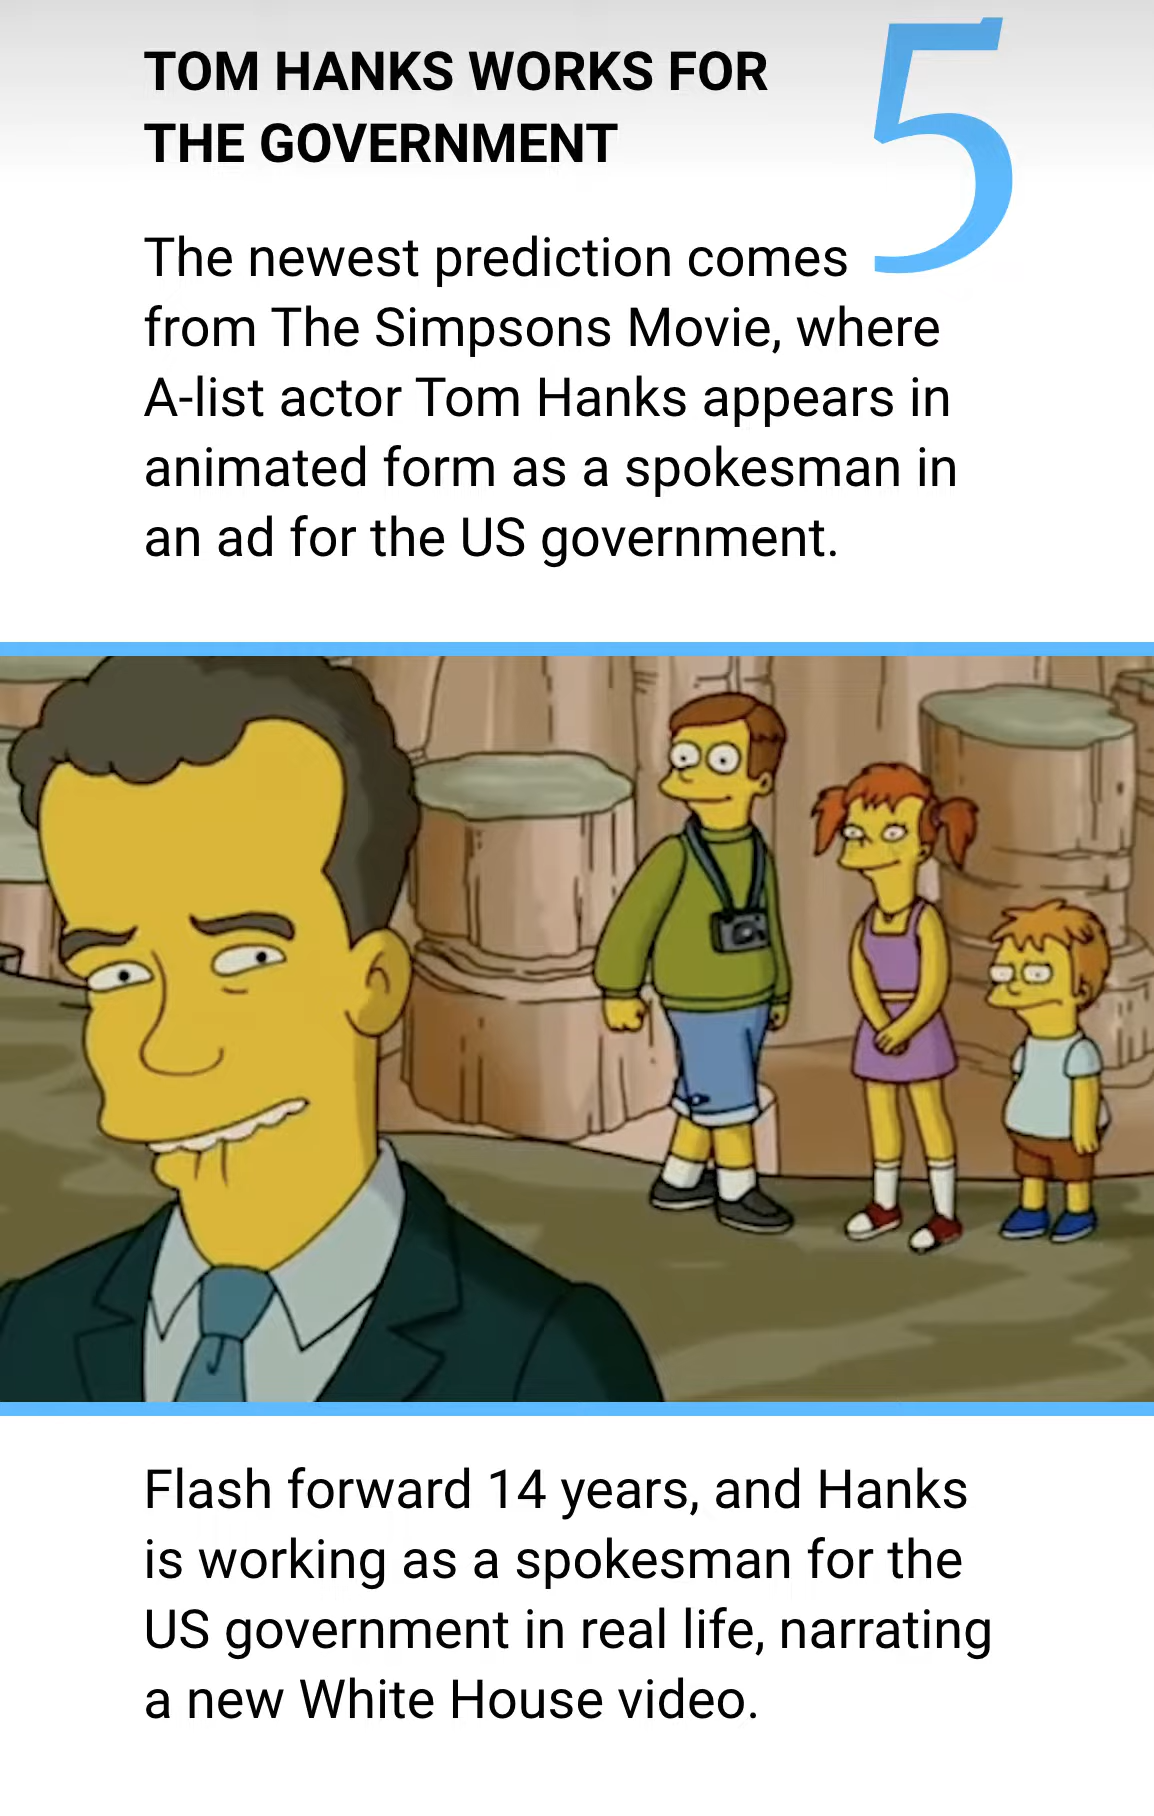 TOM HANKS WORKS FOR
THE GOVERNMENT
5
The newest prediction comes
from The Simpsons Movie, where
A-list actor Tom Hanks appears in
animated form as a spokesman in
an ad for the US government.
Flash forward 14 years, and Hanks
is working as a spokesman for the
US government in real life, narrating
a new White House video.